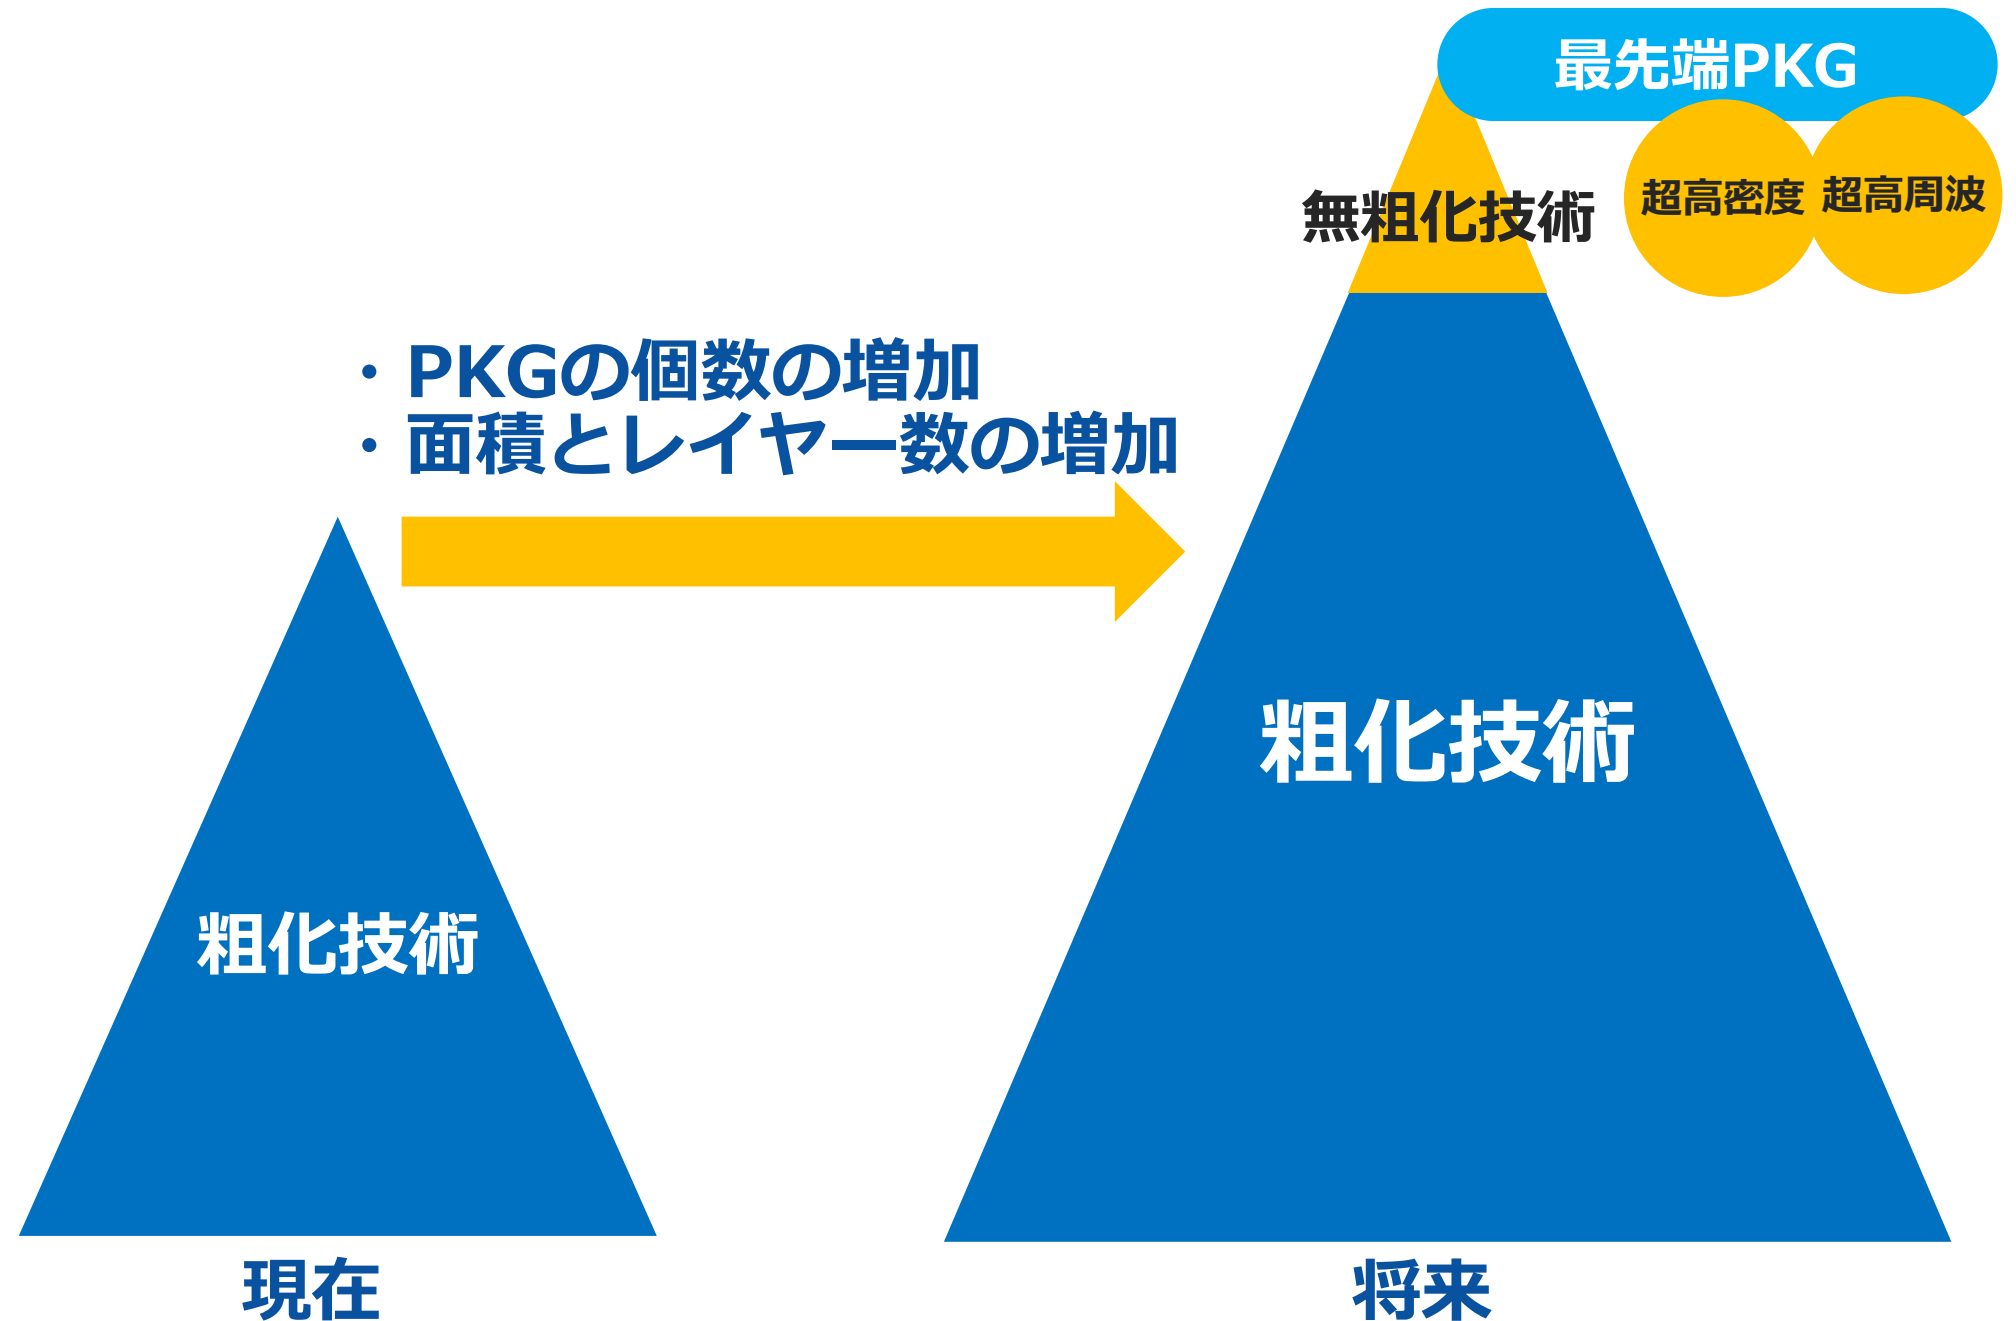 最先端PKG
無粗化技術
超高密度
超高周波
・PKGの個数の増加
・面積とレイヤー数の増加
粗化技術
粗化技術
現在
将来